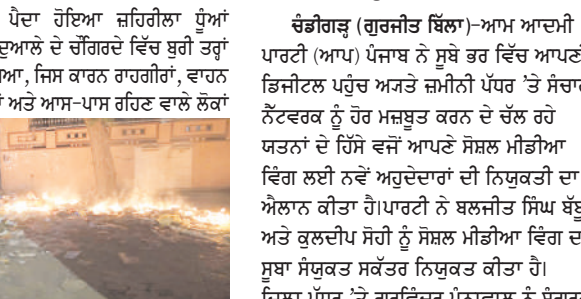 ਪੈਦਾ ਹੋਇਆ ਜ਼ਹਿਰੀਲਾ ਧੂੰਆਂ
ਦੁਆਲੇ ਦੇ ਚੌਗਿਰਦੇ ਵਿੱਚ ਬੁਰੀ ਤਰ੍ਹਾਂ
ਜਿਸ ਕਾਰਨ ਰਾਹਗੀਰਾਂ, ਵਾਹਨ
ਅਤੇ ਆਸ-ਪਾਸ ਰਹਿਣ ਵਾਲੇ ਲੋਕਾਂ
ਚੰਡੀਗੜ੍ਹ (ਗੁਰਜੀਤ ਬਿੱਲਾ)-ਆਮ ਆਦਮੀ
ਪਾਰਟੀ (ਆਪ) ਪੰਜਾਬ ਨੇ ਸੂਬੇ ਭਰ ਵਿੱਚ ਆਪਣੀ
ਡਿਜੀਟਲ ਪਹੁੰਚ ਅਤੇ ਜ਼ਮੀਨੀ ਪੱਧਰ 'ਤੇ ਸੰਚਾਰ
ਨੈੱਟਵਰਕ ਨੂੰ ਹੋਰ ਮਜ਼ਬੂਤ ਕਰਨ ਦੇ ਚੱਲ ਰਹੇ
ਯਤਨਾਂ ਦੇ ਹਿੱਸੇ ਵਜੋਂ ਆਪਣੇ ਸੋਸ਼ਲ ਮੀਡੀਆ
ਵਿੰਗ ਲਈ ਨਵੇਂ ਅਹੁਦੇਦਾਰਾਂ ਦੀ ਨਿਯੁਕਤੀ ਦਾ
ਐਲਾਨ ਕੀਤਾ ਹੈ।ਪਾਰਟੀ ਨੇ ਬਲਜੀਤ ਸਿੰਘ ਬੱਬੂ
ਅਤੇ ਕੁਲਦੀਪ ਸੋਹੀ ਨੂੰ ਸੋਸ਼ਲ ਮੀਡੀਆ ਵਿੰਗ ਦਾ
ਸੂਬਾ ਸੰਯੁਕਤ ਸਕੱਤਰ ਨਿਯੁਕਤ ਕੀਤਾ ਹੈ।